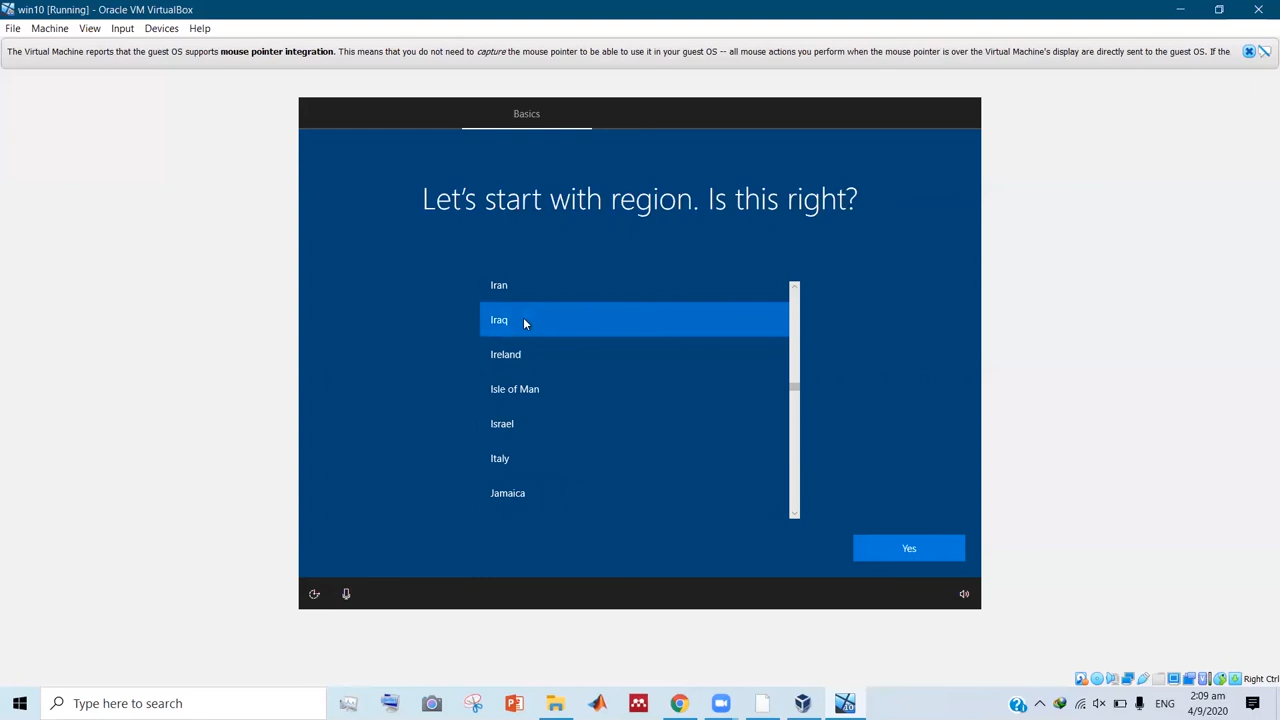 win10 [Running] - Oracle VM VirtualBox
File Machine View Input Devices Help
The Virtual Machine reports that the guest OS supports mouse pointer integration. This means that you do not need to capture the mouse pointer to be able to use it in your guest OS -- all mouse actions you perform when the mouse pointer is over the Virtual Machine's display are directly sent to the guest OS. If the
Basics
Let's start with region. Is this right?
Iran
Iraq
Ireland
Isle of Man
Israel
Italy
Jamaica
Yes
Right Ctrl
Type here to search
ENG
2:09 am
4/9/2020